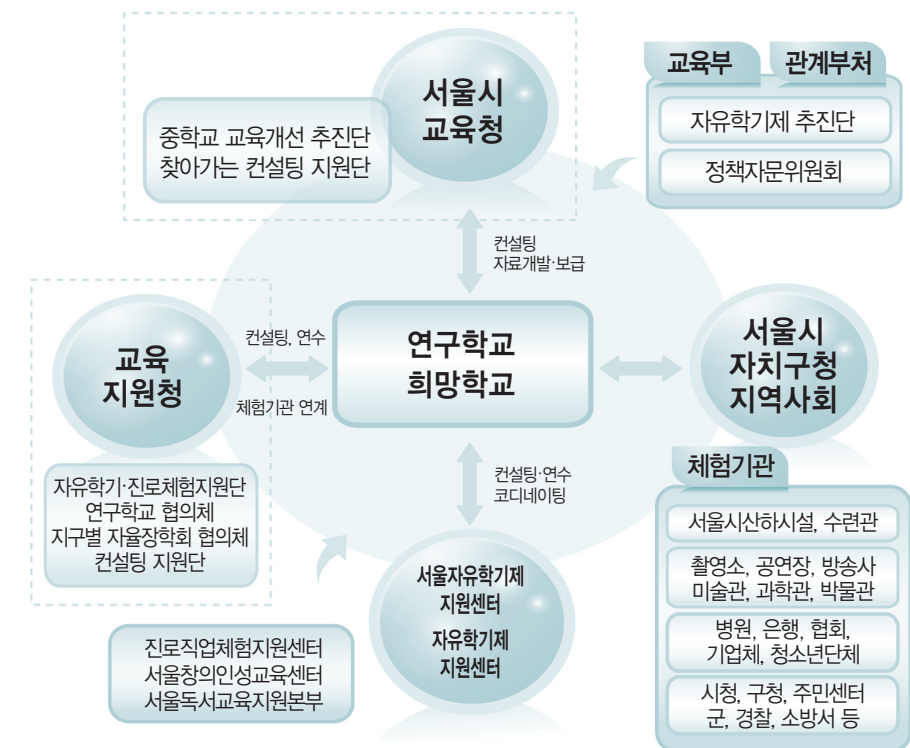 서울시
교육청
중학교 교육개선 추진단
찾아가는 컨설팅 지원단
교육부
관계부처
자유학기제 추진단
정책자문위원회
컨설팅
자료개발·보급
교육
지원청
컨설팅, 연수
체험기관 연계
연구학교
희망학교
서울시
자치구청
지역사회
자유학기·진로체험지원단
연구학교 협의체
지구별 자율장학회 협의체
컨설팅 지원단
컨설팅·연수
코디네이팅
서울자유학기제
지원센터
자유학기제
지원센터
진로직업체험지원센터
서울창의인성교육센터
서울독서교육지원본부
체험기관
서울시산하시설, 수련관
촬영소, 공연장, 방송사
미술관, 과학관, 박물관
병원, 은행, 협회,
기업체, 청소년단체
시청, 구청, 주민센터
군, 경찰, 소방서 등